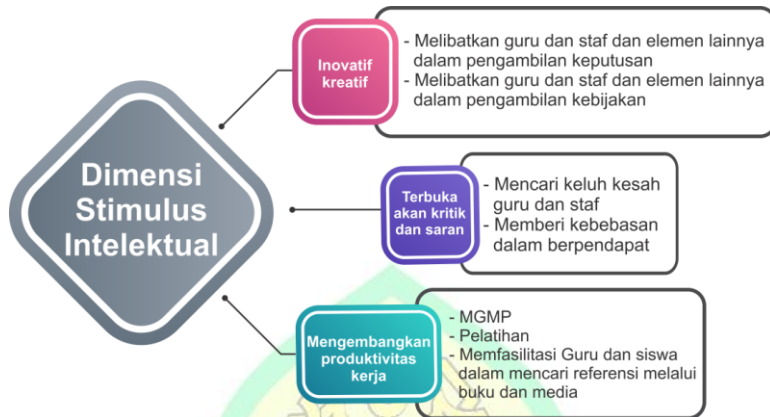 Dimensi
Stimulus
Intelektual
Inovatif
kreatif
- Melibatkan guru dan staf dan elemen lainnya
dalam pengambilan keputusan
- Melibatkan guru dan staf dan elemen lainnya
dalam pengambilan kebijakan
Terbuka
akan kritik
dan saran
- Mencari keluh kesah
guru dan staf
- Memberi kebebasan
dalam berpendapat
Mengembangkan
produktivitas
kerja
- MGMP
- Pelatihan
- Memfasilitasi Guru dan siswa
dalam mencari referensi melalui
buku dan media